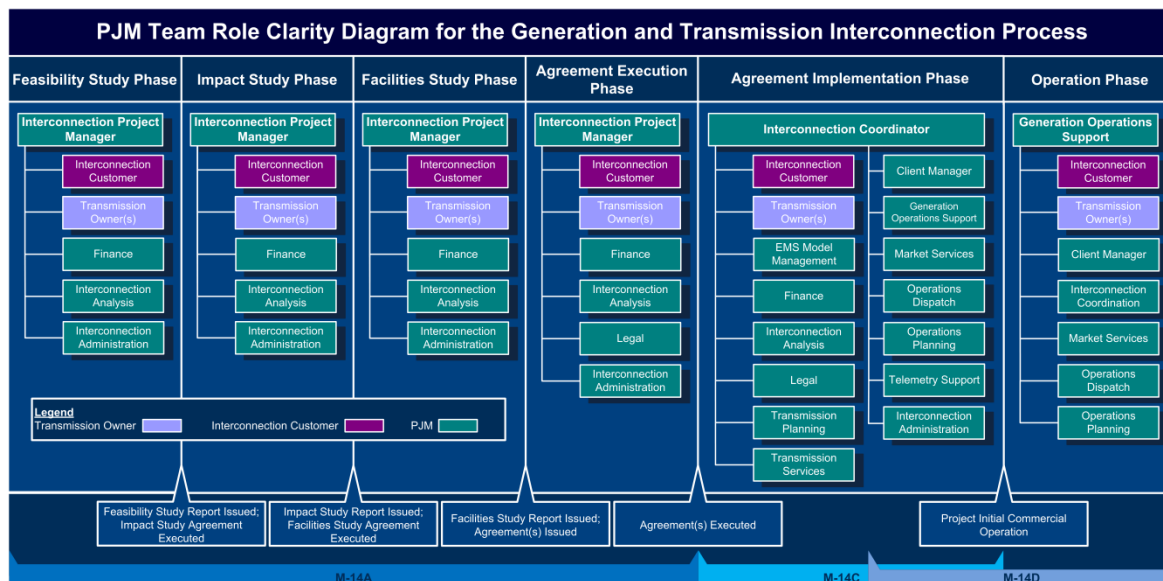 PJM Team Role Clarity Diagram for the Generation and Transmission Interconnection Process
Feasibility Study Phase
Interconnection Project
Manager
Interconnection
Customer
Transmission
Owner(s)
Finance
Interconnection
Analysis
Interconnection
Administration
Impact Study Phase
Interconnection Project
Manager
Interconnection
Customer
Transmission
Owner(s)
Finance
Interconnection
Analysis
Interconnection
Administration
Facilities Study Phase
Interconnection Project
Manager
Interconnection
Customer
Transmission
Owner(s)
Finance
Interconnection
Analysis
Interconnection
Administration
Agreement Execution
Phase
Interconnection Project
Manager
Interconnection
Customer
Transmission
Owner(s)
Finance
Interconnection
Analysis
Legal
Interconnection
Administration
Agreement Implementation Phase
Interconnection Coordinator
Interconnection
Customer
Transmission
Owner(s)
EMS Model
Management
Finance
Interconnection
Analysis
Legal
Transmission
Planning
Transmission
Services
Client Manager
Generation
Operations Support
Market Services
Operations
Dispatch
Operations
Planning
Telemetry Support
Interconnection
Administration
Operation Phase
Generation Operations
Support
Interconnection
Customer
Transmission
Owner(s)
Client Manager
Interconnection
Coordination
Market Services
Operations
Dispatch
Operations
Planning
Legend
Transmission Owner
Interconnection Customer
PJM
Feasibility Study Report Issued;
Impact Study Agreement
Executed
Impact Study Report Issued;
Facilities Study Agreement
Executed
Facilities Study Report Issued;
Agreement(s) Issued
Agreement(s) Executed
Project Initial Commercial
Operation
M-14A
M-14C
M-14D